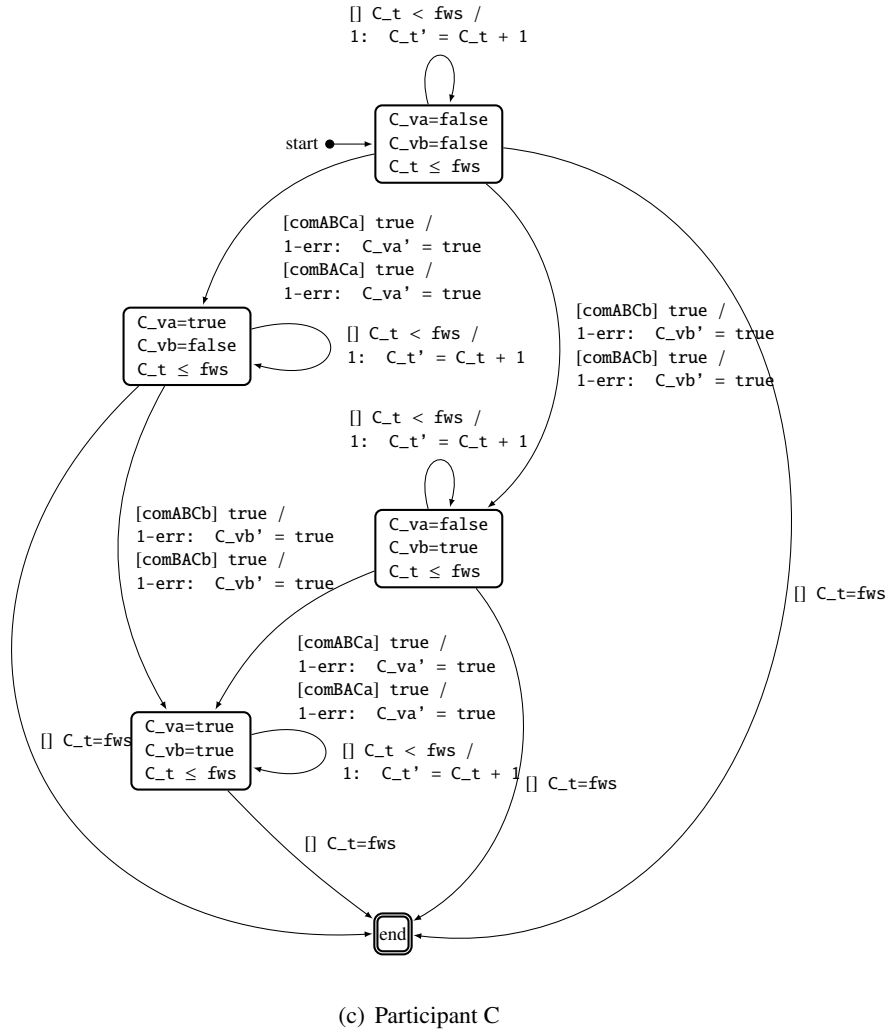 [] C_t < fws /
1: C_t’ = C_t + 1
C_va=false
C_vb=false
C_t ≤ fws
start
[comABCa] true /
1-err: C_va’ = true
[comBACa] true /
1-err: C_va’ = true
[comABCb] true /
1-err: C_vb’ = true
[comBACb] true /
1-err: C_vb’ = true
C_va=true
C_vb=false
C_t ≤ fws
[] C_t < fws /
1: C_t’ = C_t + 1
[] C_t < fws /
1: C_t’ = C_t + 1
[comABCb] true /
1-err: C_vb’ = true
[comBACb] true /
1-err: C_vb’ = true
C_va=false
C_vb=true
C_t ≤ fws
[] C_t=fws
[comABCa] true /
1-err: C_va’ = true
[comBACa] true /
1-err: C_va’ = true
[] C_t=fws
C_va=true
C_vb=true
C_t ≤ fws
[] C_t < fws /
1: C_t’ = C_t + 1
[] C_t=fws
[] C_t=fws
end
(c) Participant C